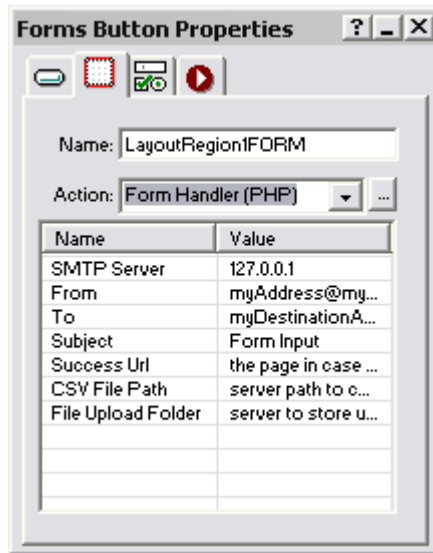 Forms Button Properties
Name: LayoutRegion1FORM
Action: Form Handler (PHP) ...
Name Value
SMTP Server 127.0.0.1
From myAddress@my...
To myDestinationA...
Subject Form Input
Success Url the page in case ...
CSV File Path server path to c...
File Upload Folder server to store u...